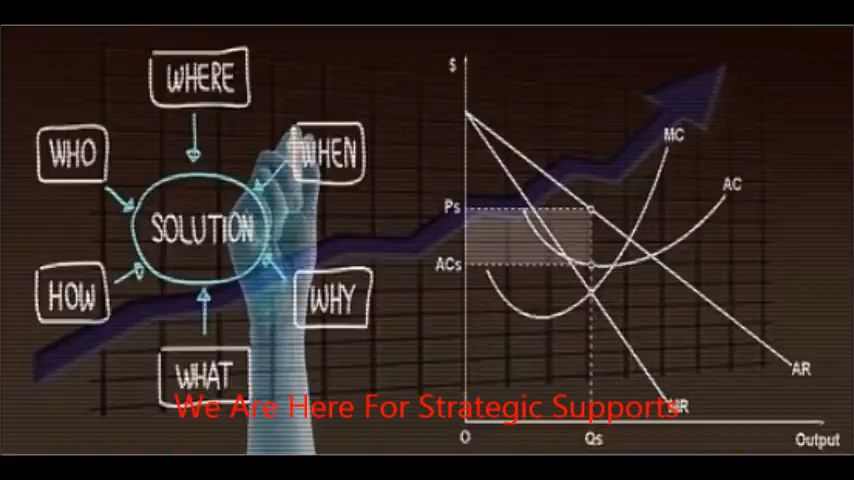 WHERE
WHO
WHEN
SOLUTION
HOW
WHY
WHAT
We Are Here For Strategic Supports
$
MC
AC
Ps
ACs
AR
MR
O
Qs
Output